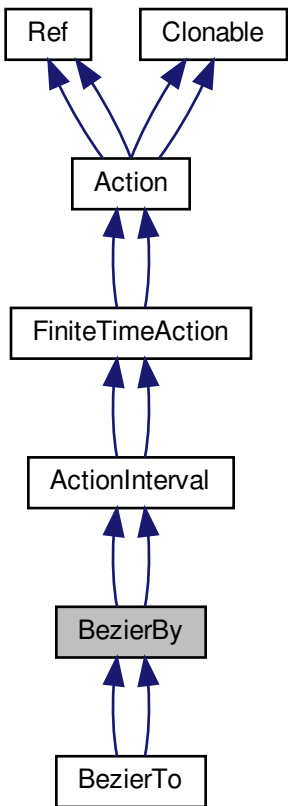 Ref
Clonable
Action
FiniteTimeAction
ActionInterval
BezierBy
BezierTo